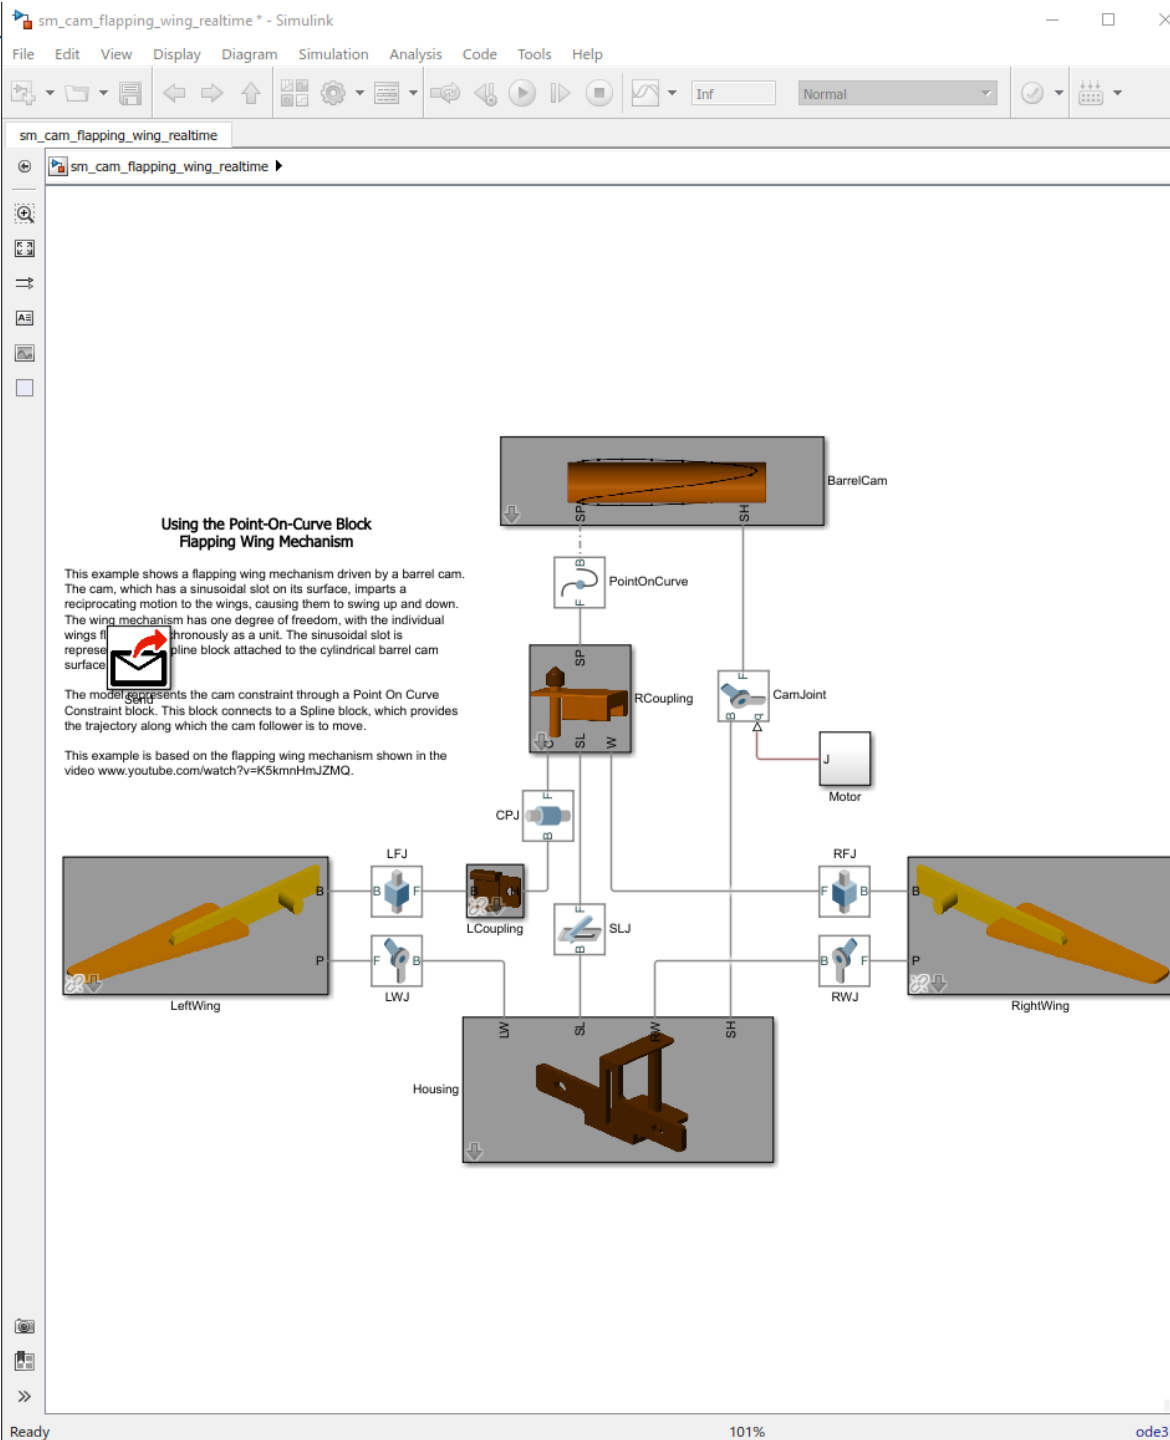 sm_cam_flapping_wing_realtime * - Simulink
File Edit View Display Diagram Simulation Analysis Code Tools Help
Inf Normal
sm_cam_flapping_wing_realtime
sm_cam_flapping_wing_realtime
BarrelCam
SP SH
Using the Point-On-Curve Block
Flapping Wing Mechanism
This example shows a flapping wing mechanism driven by a barrel cam.
The cam, which has a sinusoidal slot on its surface, imparts a
reciprocating motion to the wings, causing them to swing up and down.
The wing mechanism has one degree of freedom, with the individual
wings fl chronously as a unit. The sinusoidal slot is
represe pline block attached to the cylindrical barrel cam
surface
Send
The model represents the cam constraint through a Point On Curve
Constraint block. This block connects to a Spline block, which provides
the trajectory along which the cam follower is to move.
This example is based on the flapping wing mechanism shown in the
video www.youtube.com/watch?v=K5kmnHmJZMQ.
B
PointOnCurve
F
SP
RCoupling
C SL W
F
CamJoint
B q
J
Motor
F
CPJ
B
LFJ
B B F B
LCoupling
F
SLJ
B
RFJ
F B B
P F B
LWJ
B F P
RWJ
LeftWing
RightWing
LW SL RW SH
Housing
Ready 101% ode3